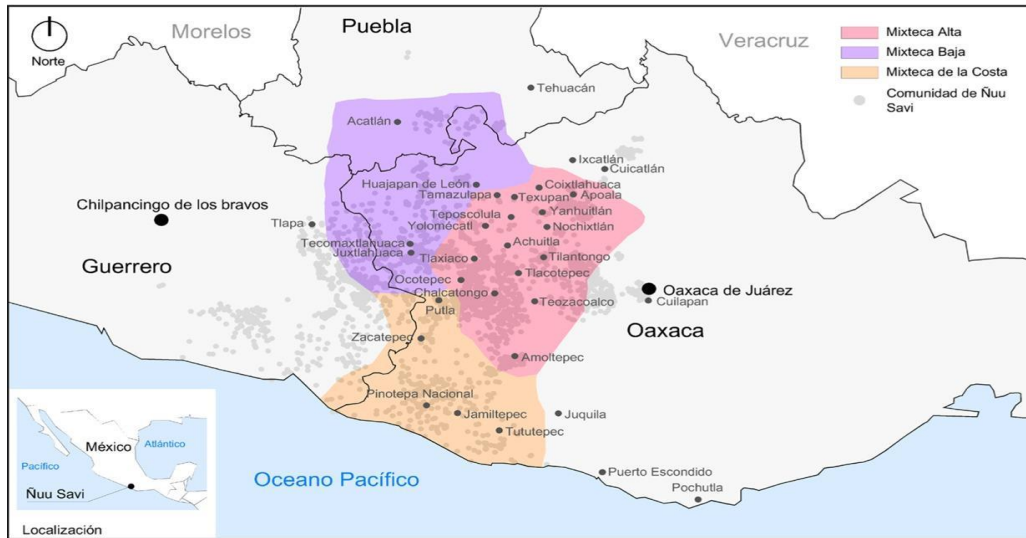 Norte
Morelos
Puebla
Veracruz
Mixteca Alta
Mixteca Baja
Mixteca de la Costa
Comunidad de Ñuu
Savi
Tehuacán
Acatlán
Ixcatlán
Cuicatlán
Huajapan de León
Coixtlahuaca
Tamazulapa
Texupan
Apoala
Chilpancingo de los bravos
Tlapa
Teposcolula
Yanhuitlán
Yolomécatl
Nochixtlán
Tecomaxtlahuaca
Achuitla
Juxtlahuaca
Tlaxiaco
Tilantongo
Guerrero
Ocotepec
Tlacotepec
Oaxaca de Juárez
Chalcatongo
Cuilapan
Putla
Teozacoalco
Oaxaca
Zacatepec
Amoltepec
Pinotepa Nacional
Jamiltepec
Juquila
Tututepec
México
Atlántico
Pacífico
Oceano Pacífico
Puerto Escondido
Ñuu Savi
Pochutla
Localización